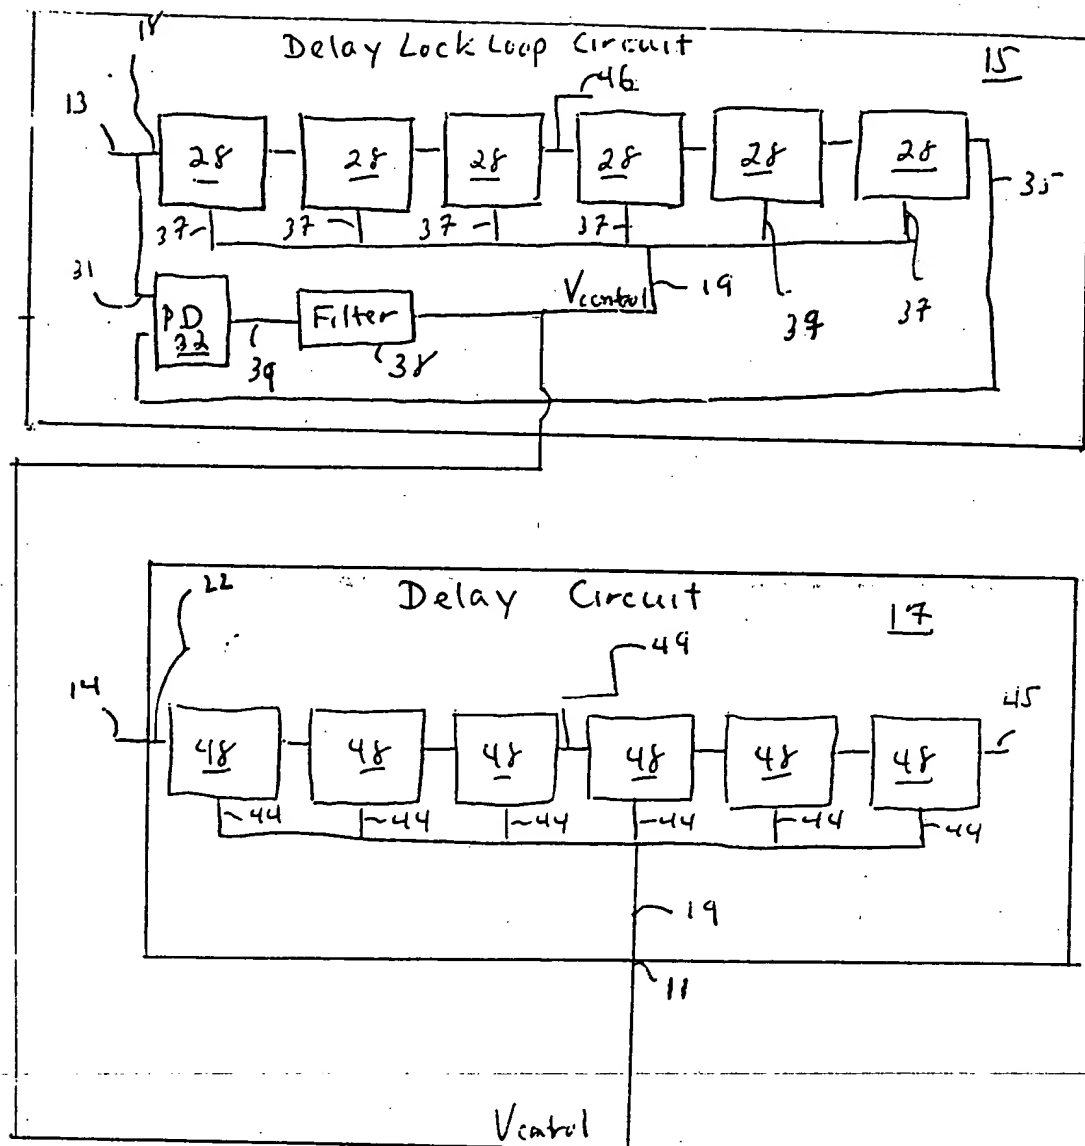 18
Delay Lock Loop Circuit
15
46
13
28 28 28 28 28 28
35
37 37 37 37
31
Vcontrol
19
PD
32
Filter
37
39
38
39
22
Delay Circuit
17
49
14
45
48 48 48 48 48 48
44 44 44 44 44 44
19
11
Vcontrol